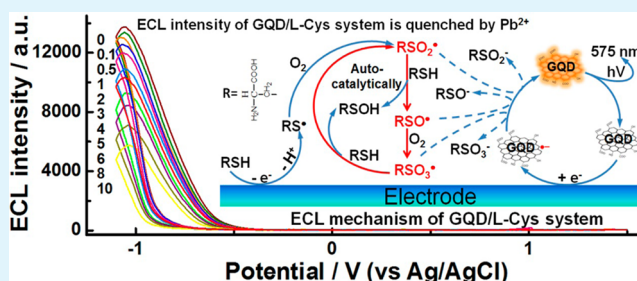 ECL intensity of GQD/L-Cys system is quenched by Pb²⁺
ECL intensity / a.u.
12000
8000
4000
0
0
0.1
0.5
1
2
3
4
5
6
8
10
R=
COOH
H-C-CH₂-
H₂N
O₂
RSO₂•
RSO₂⁻
GQD
575 nm
hV
Auto-
catalytically
RSH
RSOH
RSO⁻
RS•
RSO•
O₂
RSO₃⁻
GQD•−
GQD
RSH
- H⁺
RSH
RSO₃•
- e⁻
+ e⁻
Electrode
ECL mechanism of GQD/L-Cys system
-1
0
1
Potential / V (vs Ag/AgCl)